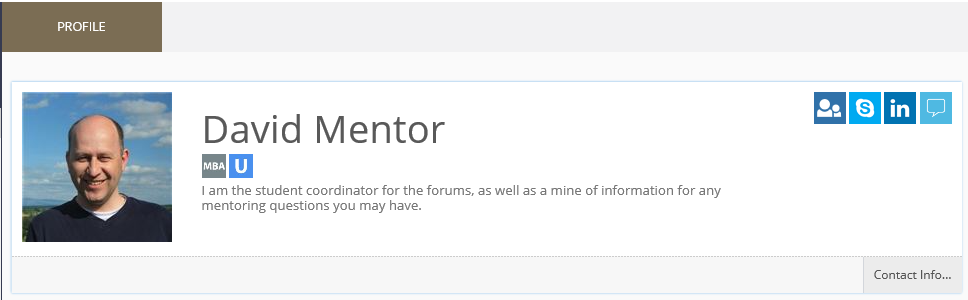 PROFILE
David Mentor
MBA U
I am the student coordinator for the forums, as well as a mine of information for any
mentoring questions you may have.
in
Contact Info...